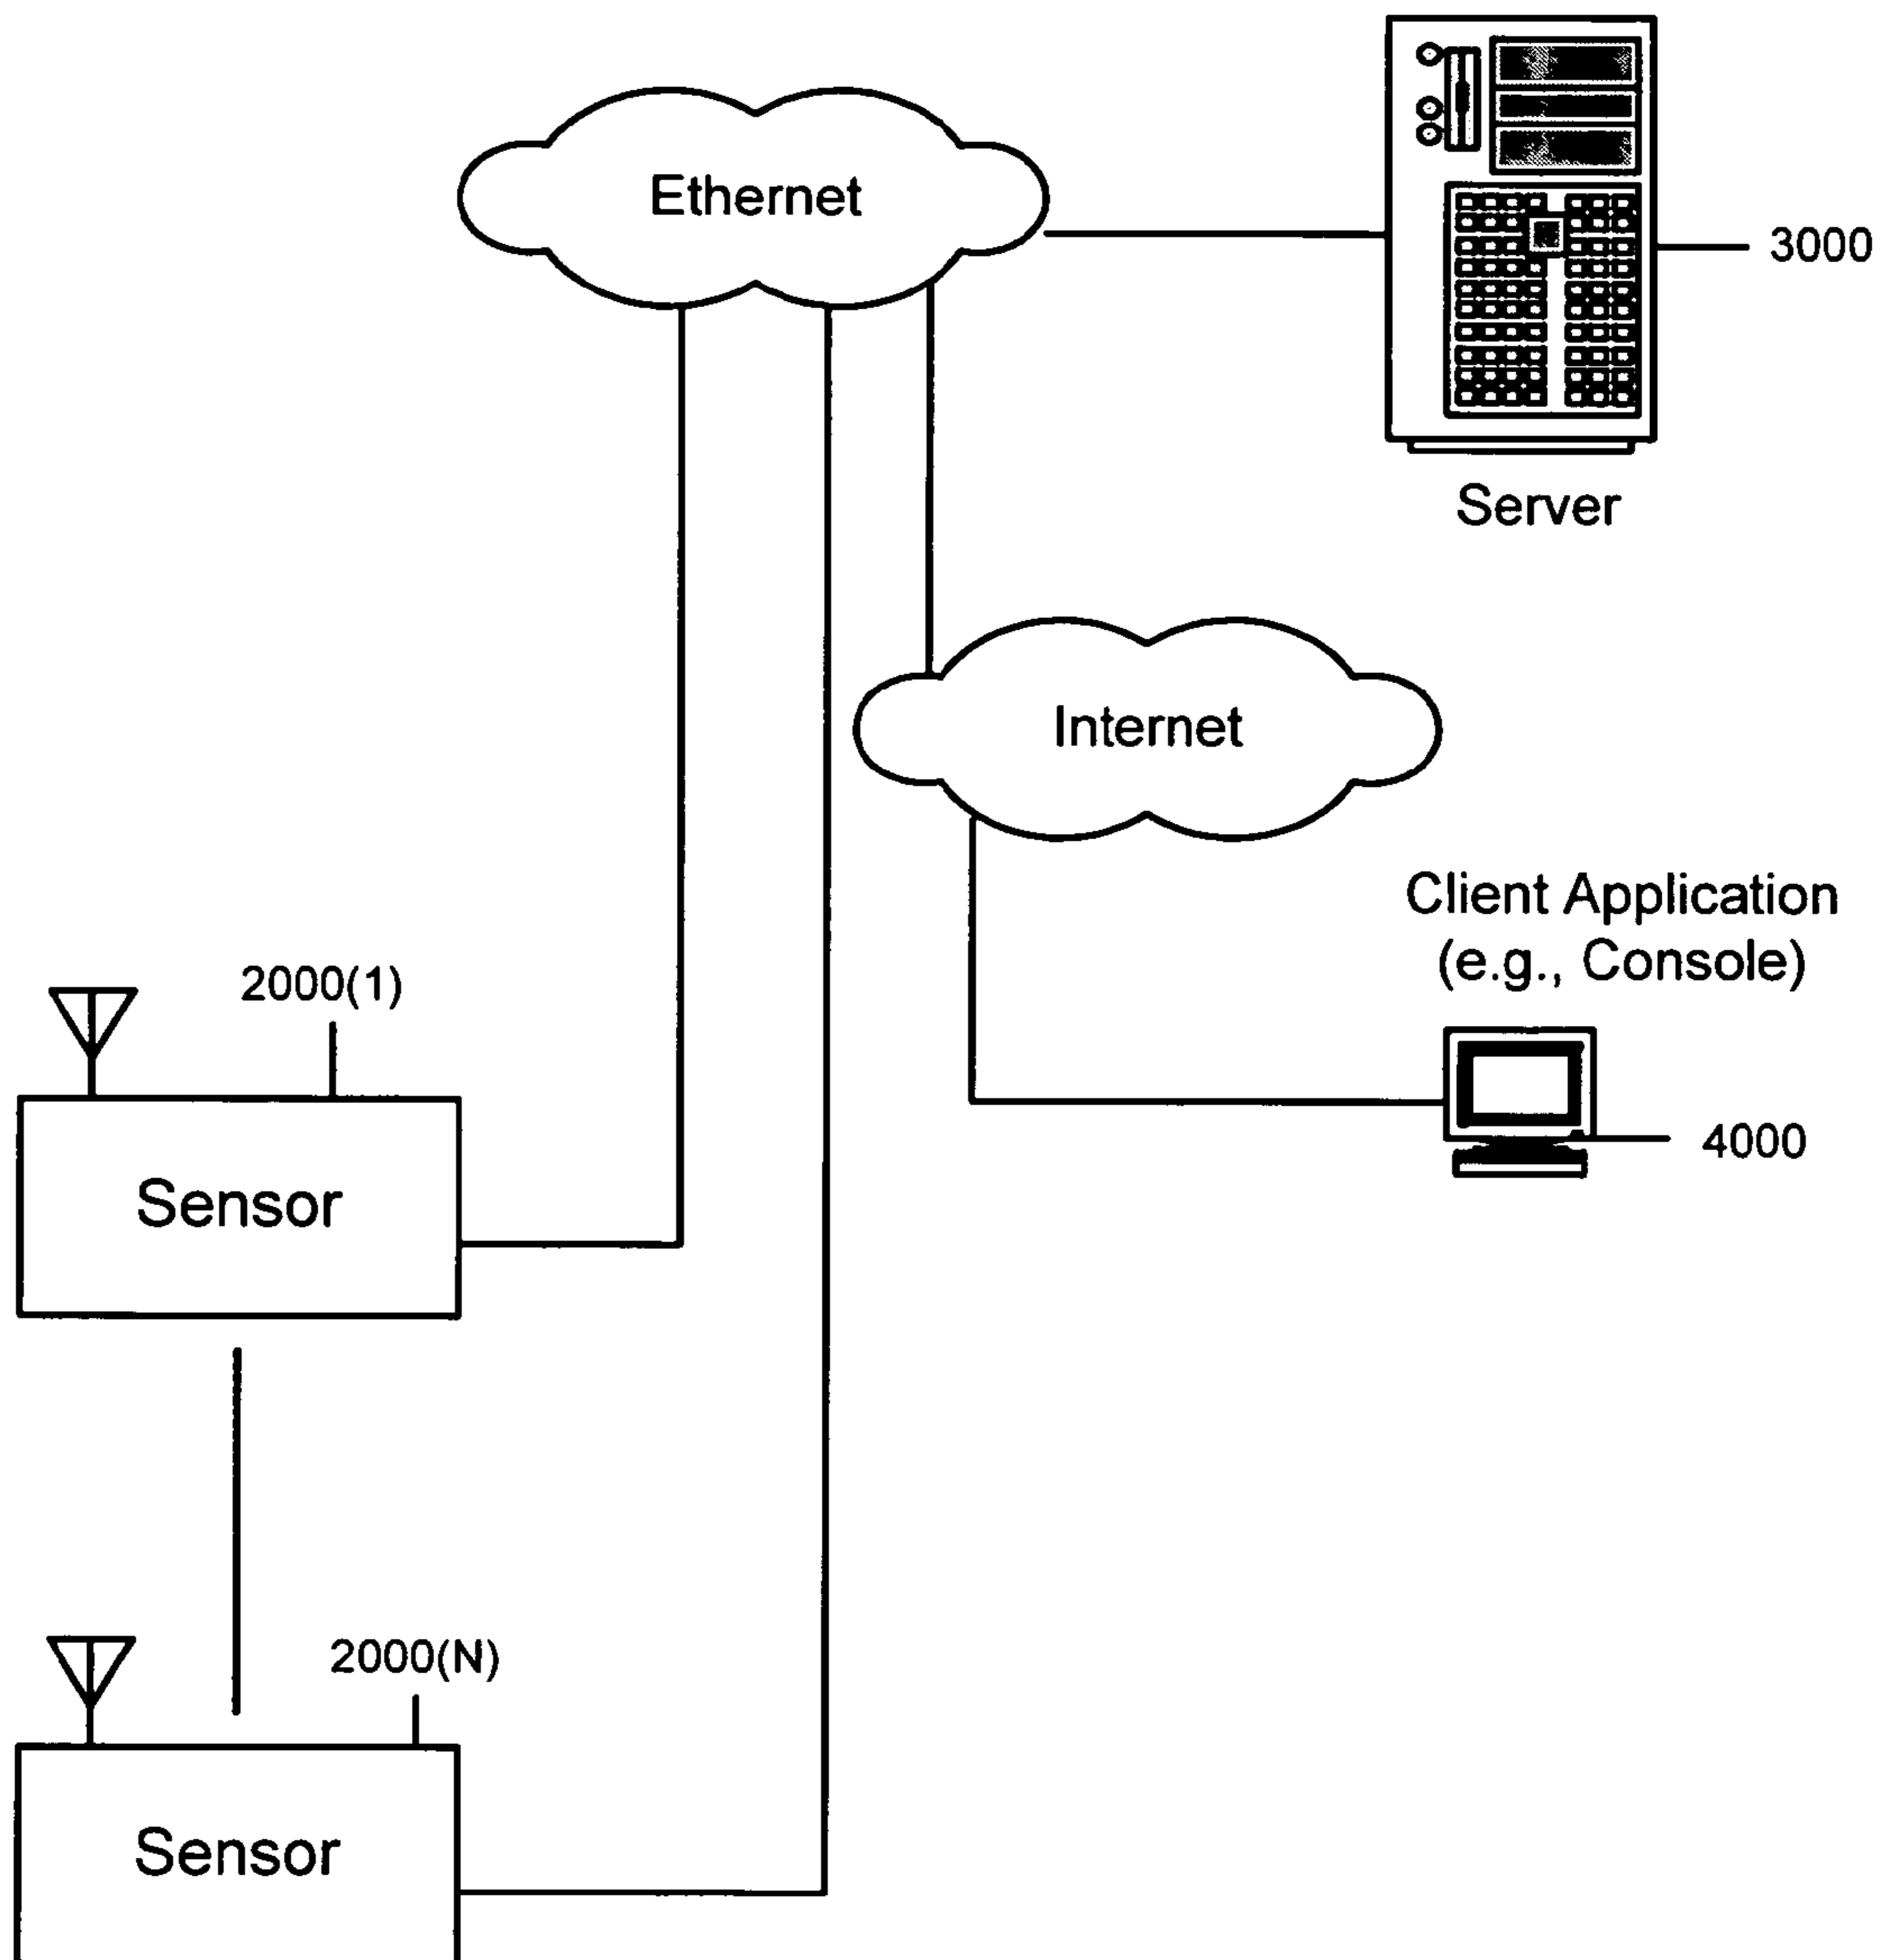 Ethernet
3000
Server
Internet
Client Application
(e.g., Console)
2000(1)
4000
Sensor
2000(N)
Sensor